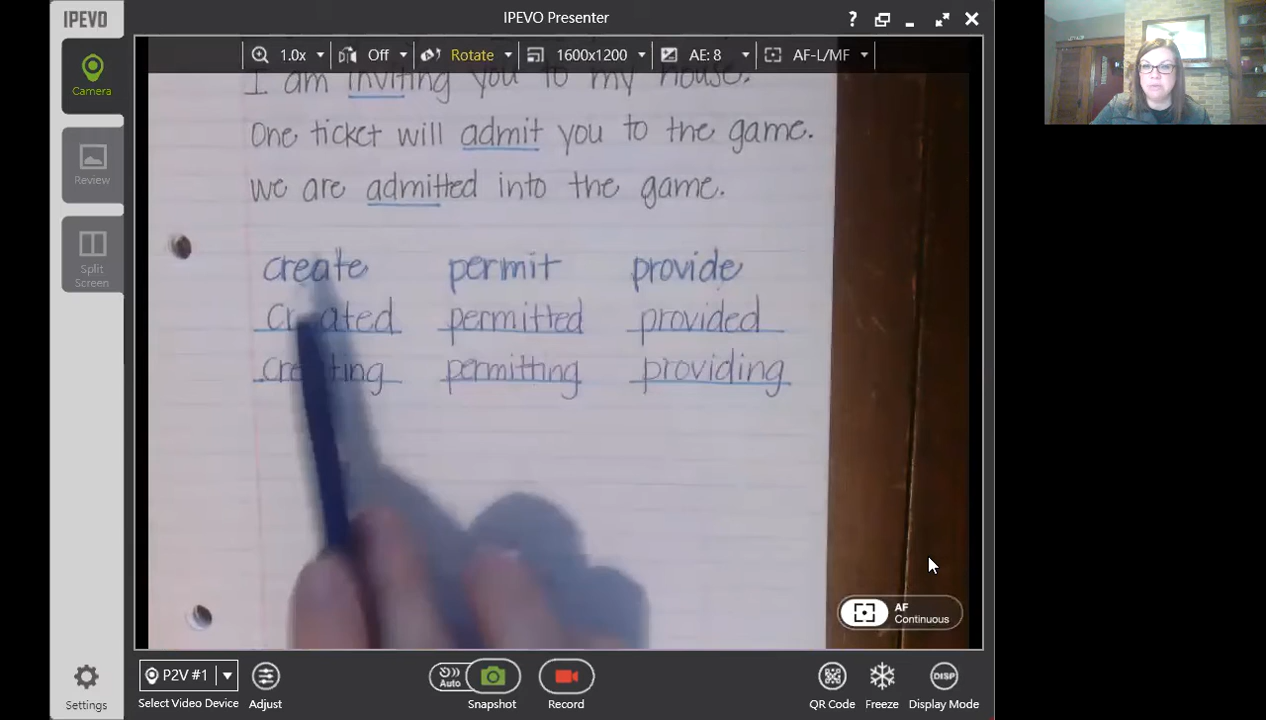 IPEVO
IPEVO Presenter
?
1.0x
Off
Rotate
1600x1200
AE: 8
AF-L/MF
Camera
Review
Split
Screen
Settings
I am inviting you to my house.
One ticket will admit you to the game.
We are admitted into the game.
create permit provide
created permitted provided
creating permitting providing
AF
Continuous
P2V #1
Select Video Device
Adjust
Auto
Snapshot
Record
QR Code
Freeze
DISP
Display Mode